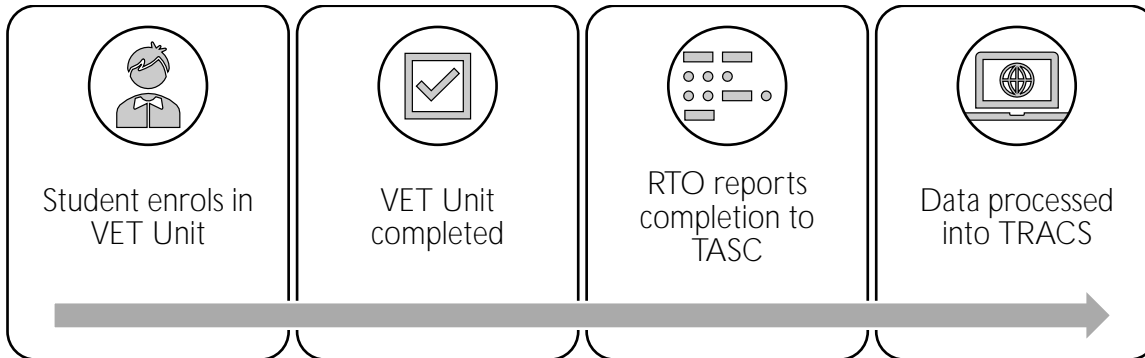 Student enrols in
VET Unit
VET Unit
completed
RTO reports
completion to
TASC
Data processed
into TRACS